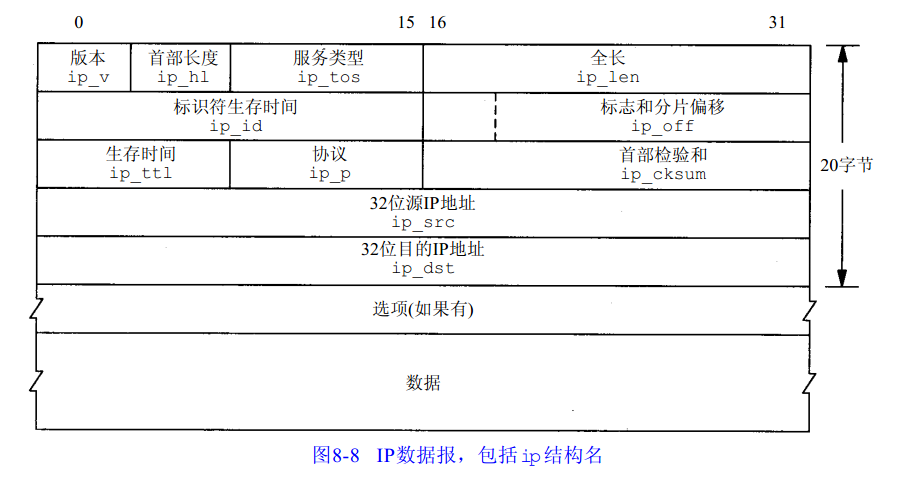 0 15 16 31
版本 首部长度 服务类型 全长
ip_v ip_hl ip_tos ip_len
标识符生存时间 标志和分片偏移
ip_id ip_off
生存时间 协议 首部检验和
ip_ttl ip_p ip_cksum
20字节
32位源IP地址
ip_src
32位目的IP地址
ip_dst
选项(如果有)
数据
图8-8 IP数据报，包括ip结构名